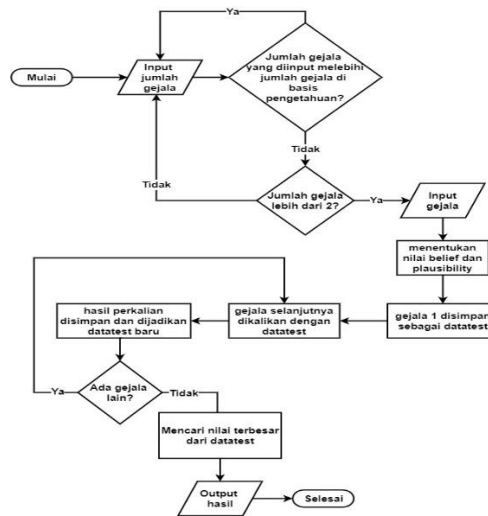 Ya
Mulai
Input
jumlah
gejala
Jumlah gejala
yang diinput melebihi
jumlah gejala di
basis
pengetahuan?
Tidak
Tidak
Jumlah gejala
lebih dari 2?
Ya
Input
gejala
menentukan
nilai belief dan
plausibility
hasil perkalian
disimpan dan dijadikan
datatest baru
gejala selanjutnya
dikalikan dengan
datatest
gejala 1 disimpan
sebagai datatest
Ya
Ada gejala
lain?
Tidak
Mencari nilai terbesar
dari datatest
Output
hasil
Selesai